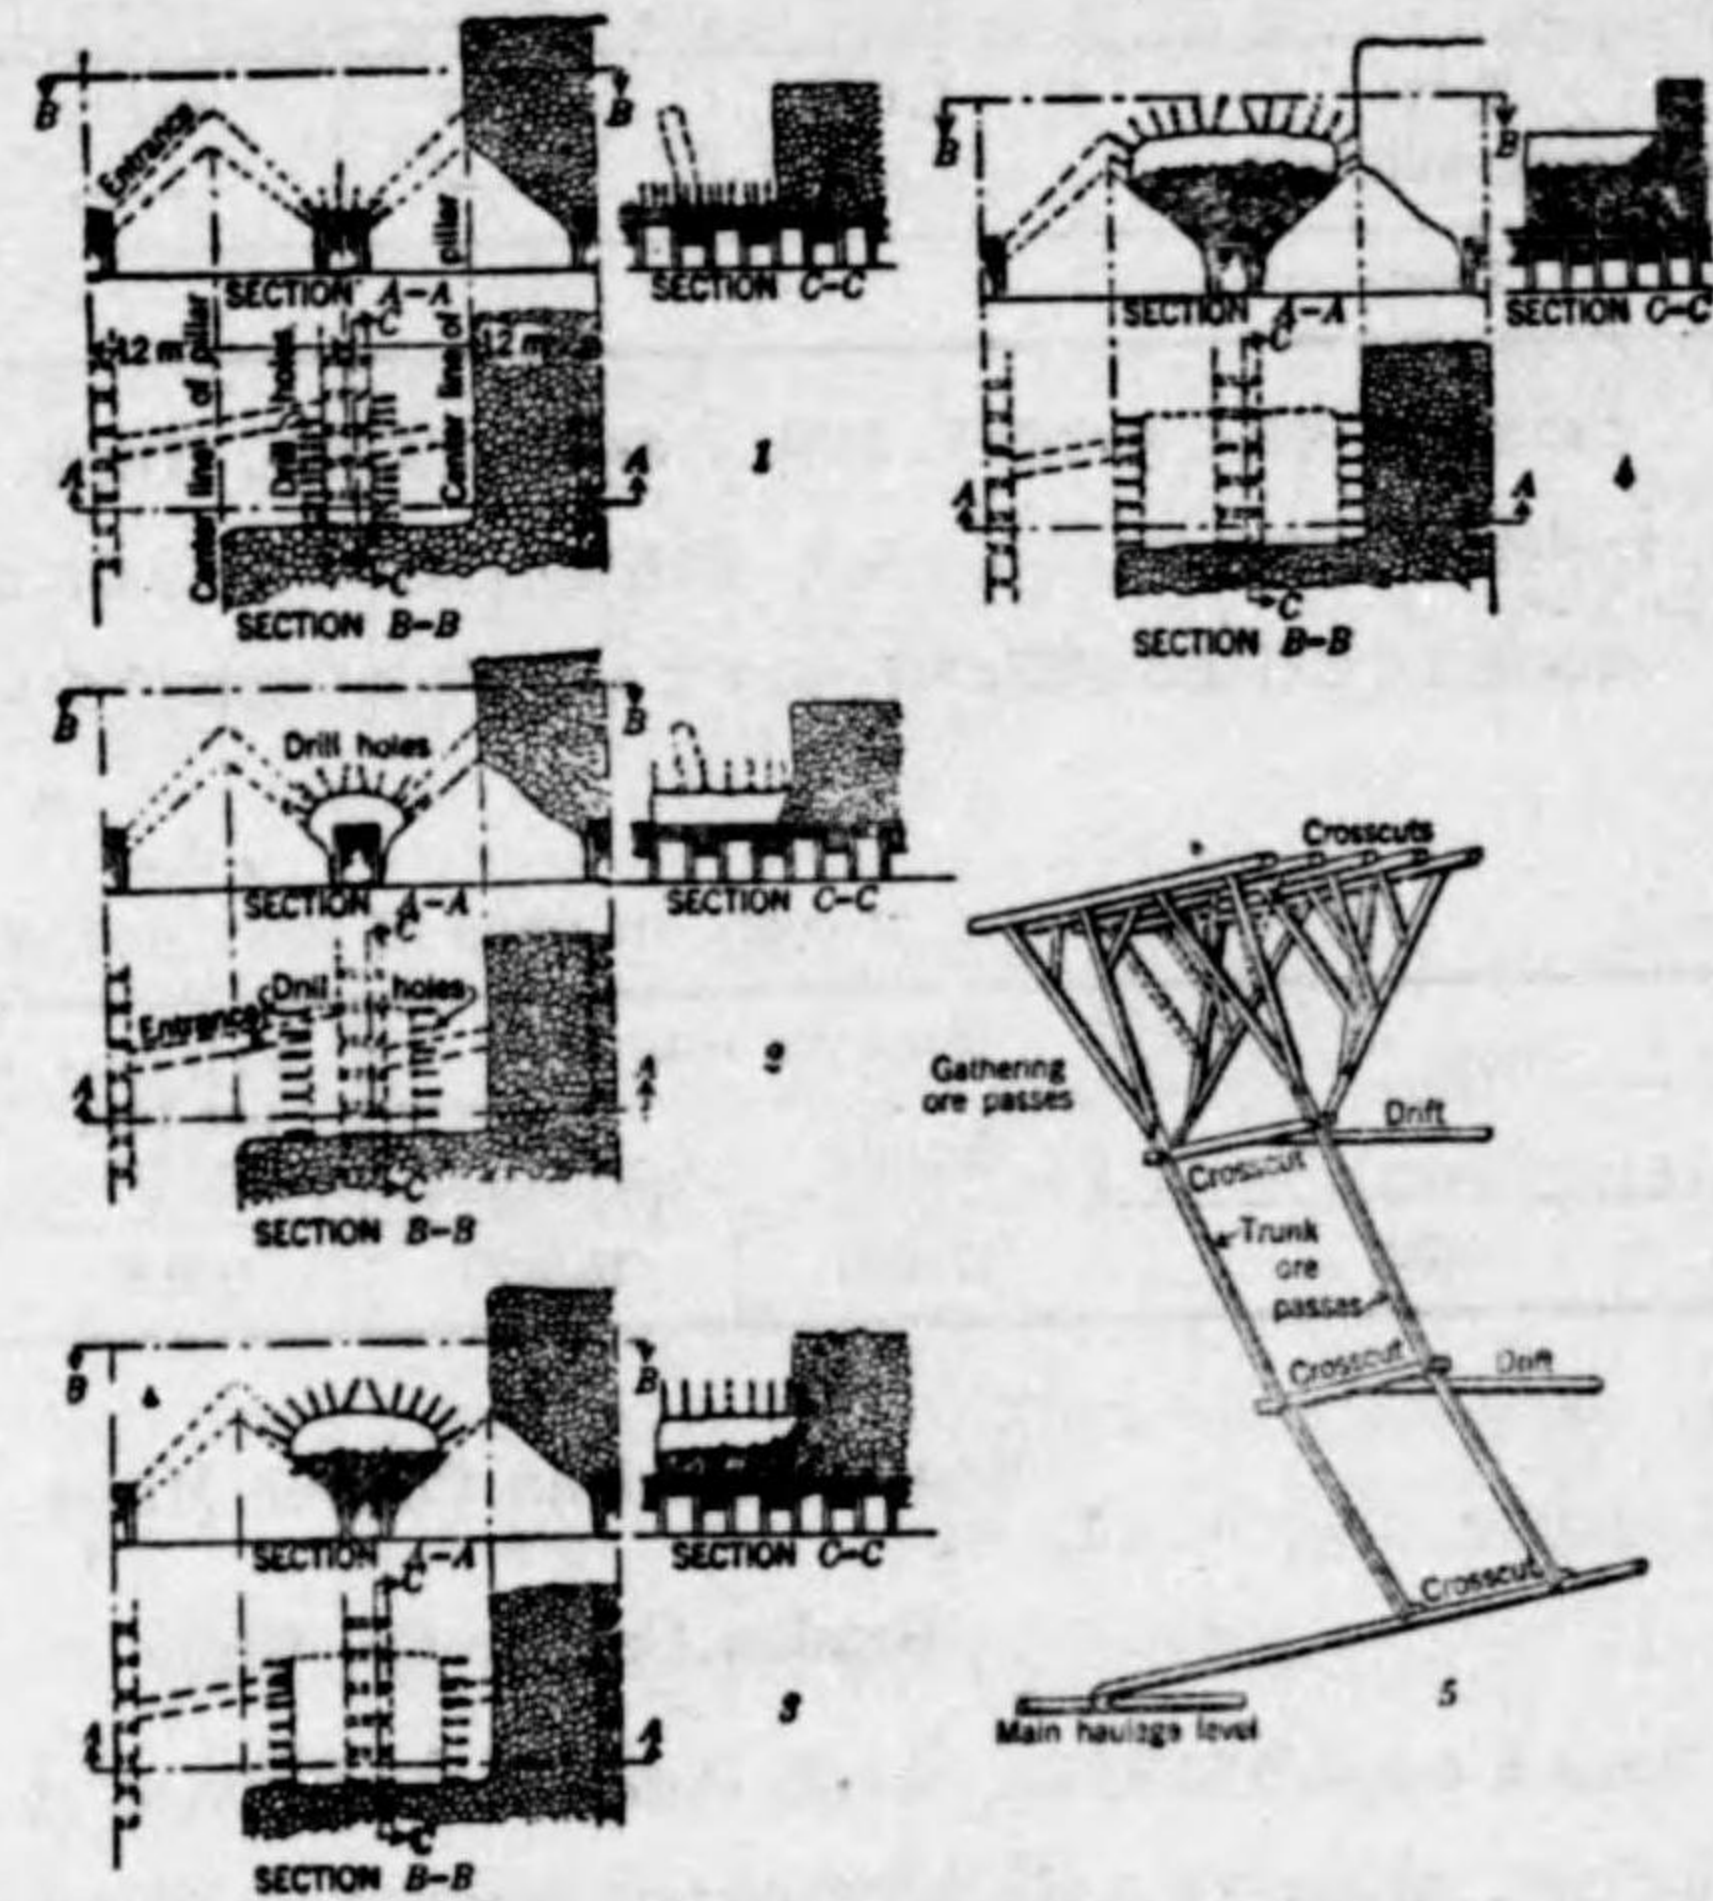 B
B
Entrance
pillar
SECTION A-A
SECTION C-C
C
12 m
12 m
Center line of pillar
Drill holes
Center line of
A
A
1
C
SECTION B-B
B
B
Drill holes
SECTION A-A
SECTION C-C
C
Drill holes
Entrance
A
A
2
C
SECTION B-B
B
B
SECTION A-A
SECTION C-C
C
A
A
3
C
SECTION B-B
B
B
SECTION A-A
SECTION C-C
C
A
A
4
C
SECTION B-B
Crosscuts
Gathering
ore passes
Drift
Crosscut
Trunk
ore
passes
Crosscut
Drift
Crosscut
5
Main haulage level